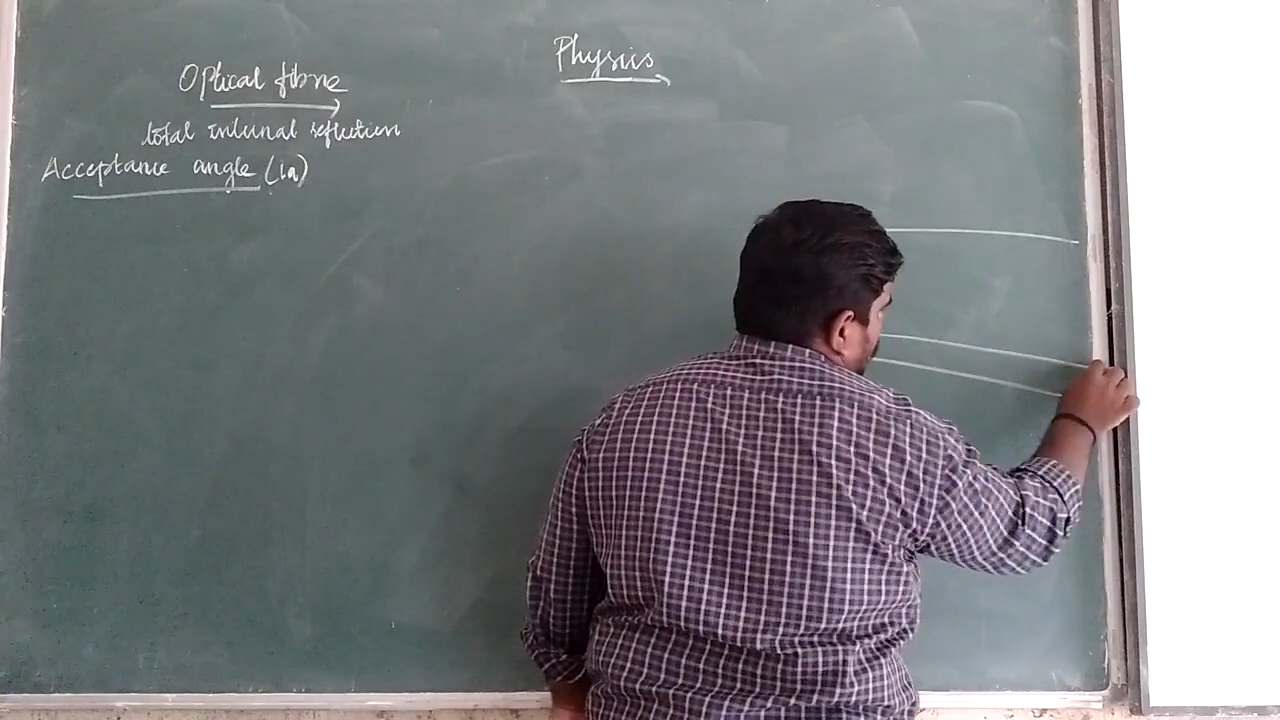 Physics
Optical fibre
total internal reflection
Acceptance angle (ia)